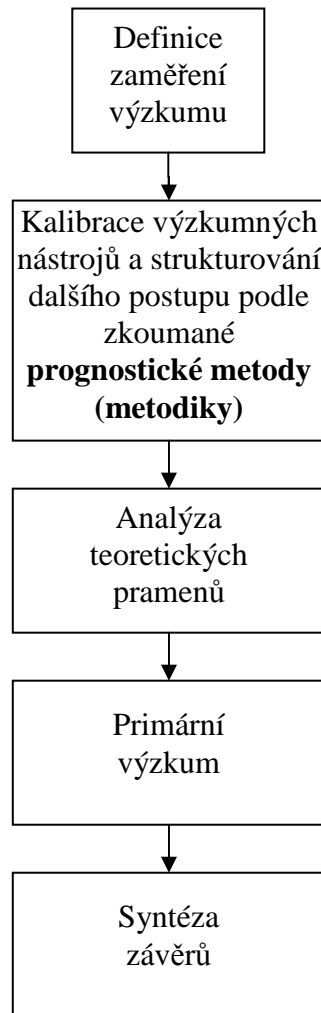 Definice
zaměření
výzkumu
Kalibrace výzkumných
nástrojů a strukturování
dalšího postupu podle
zkoumané
prognostické metody
(metodiky)
Analýza
teoretických
pramenů
Primární
výzkum
Syntéza
závěrů